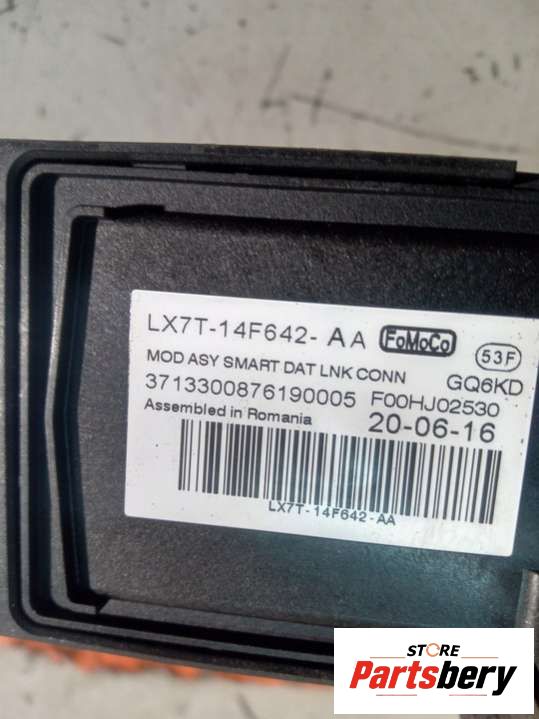 LX7T-14F642-AA FoMoCo
53F
MOD ASY SMART DAT LNK CONN GQ6KD
3713300876190005 F00HJ02530
Assembled in Romania 20-06-16
LX7T-14F642-AA
STORE
Partsbery